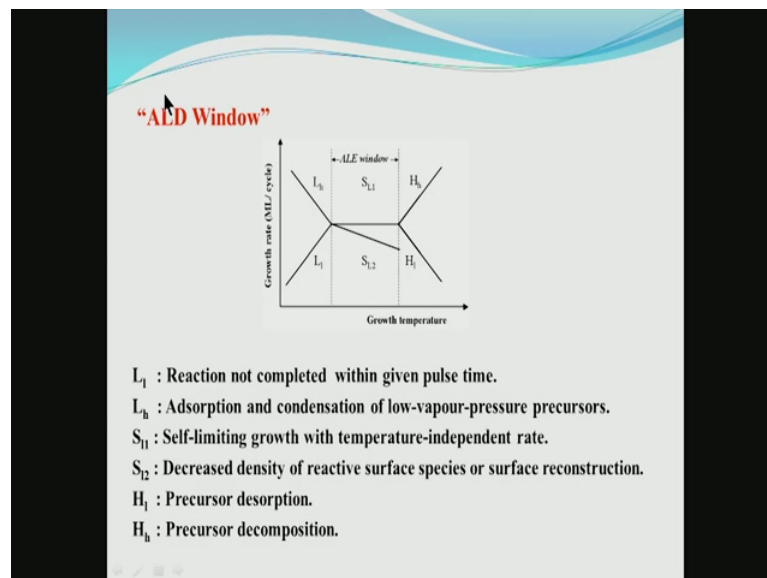 “ALD Window”
Growth rate (ML/ cycle)
ALE window
Lh
SL1
Hh
Ll
SL2
Hl
Growth temperature
Ll : Reaction not completed within given pulse time.
Lh : Adsorption and condensation of low-vapour-pressure precursors.
Sl1 : Self-limiting growth with temperature-independent rate.
Sl2 : Decreased density of reactive surface species or surface reconstruction.
Hl : Precursor desorption.
Hh : Precursor decomposition.